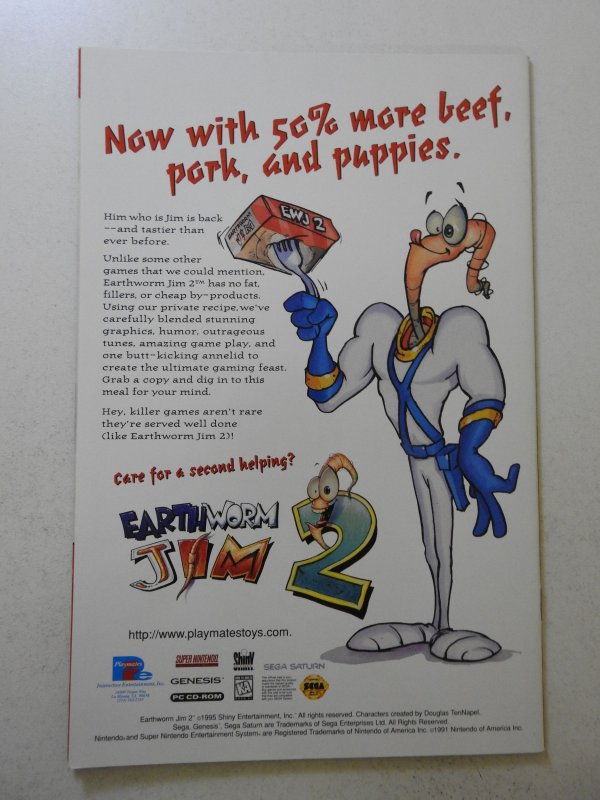 Now with 50% more beef,
pork, and puppies.
EWJ 2
Him who is Jim is back
--and tastier than
ever before.
Unlike some other
games that we could mention,
Earthworm Jim 2™ has no fat,
fillers, or cheap by-products.
Using our private recipe,we've
carefully blended stunning
graphics, humor, outrageous
tunes, amazing game play, and
one butt-kicking annelid to
create the ultimate gaming feast.
Grab a copy and dig in to this
meal for your mind.
Hey, killer games aren't rare
they're served well done
(like Earthworm Jim 2)!
Care for a second helping?
EARTHWORM
JIM 2
http://www.playmatestoys.com.
Playmates
Interactive Entertainment, Inc.
SUPER NINTENDO
Shiny
SEGA SATURN
GENESIS
PC CD-ROM
K-A
SEGA
Earthworm Jim 2 ©1995 Shiny Entertainment, Inc. All rights reserved. Characters created by Douglas TenNapel.
Sega, Genesis, Sega Saturn are Trademarks of Sega Enterprises Ltd. All Rights Reserved.
Nintendo and Super Nintendo Entertainment System are Registered Trademarks of Nintendo of America Inc. ©1991 Nintendo of America Inc.